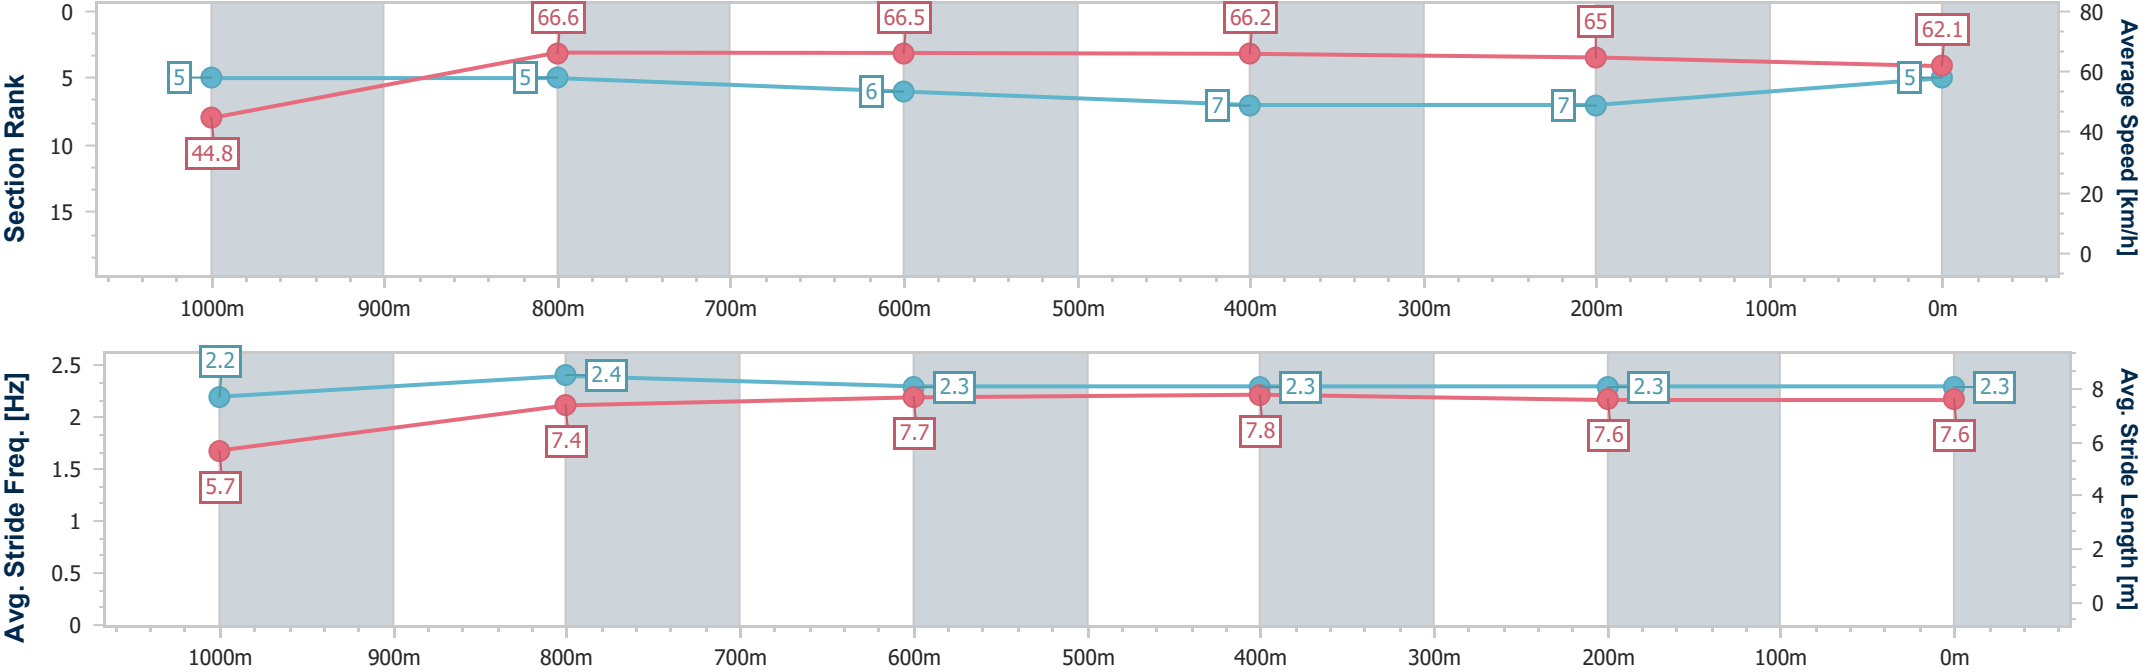 Section Rank
0
5
10
15
66.6
66.5
66.2
65
62.1
5
5
6
7
7
5
44.8
80
60
40
20
0
Average Speed [km/h]
1000m
900m
800m
700m
600m
500m
400m
300m
200m
100m
0m
Avg. Stride Freq. [Hz]
2.5
2
1.5
1
0.5
0
2.2
2.4
2.3
2.3
2.3
2.3
5.7
7.4
7.7
7.8
7.6
7.6
8
6
4
2
0
Avg. Stride Length [m]
1000m
900m
800m
700m
600m
500m
400m
300m
200m
100m
0m